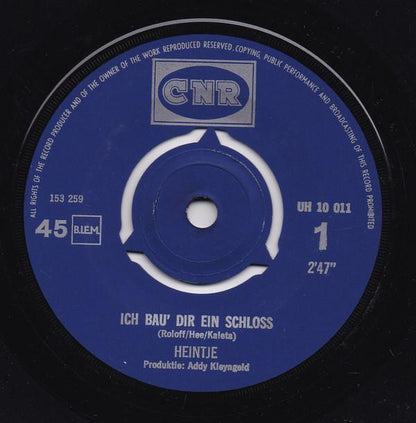 ALL RIGHTS OF THE RECORD PRODUCER AND OF THE OWNER OF THE WORK REPRODUCED RESERVED. COPYING, PUBLIC PERFORMANCE AND BROADCASTING OF THIS RECORD PROHIBITED
CNR
153 259
UH 10 011
45 B.I.E.M.
1
2'47"
ICH BAU' DIR EIN SCHLOSS
(Roloff/Hee/Kaleta)
HEINTJE
Produktie: Addy Kleyngeld